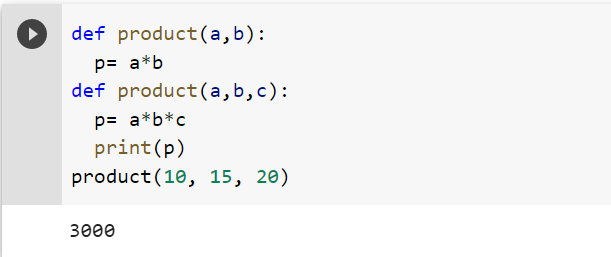 def product(a,b):
  p= a*b
def product(a,b,c):
  p= a*b*c
  print(p)
product(10, 15, 20)
3000